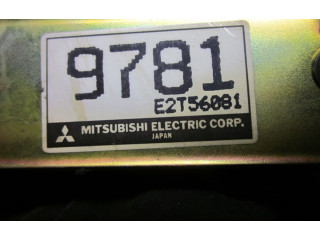 9781
E2T56081
MITSUBISHI ELECTRIC CORP.
JAPAN